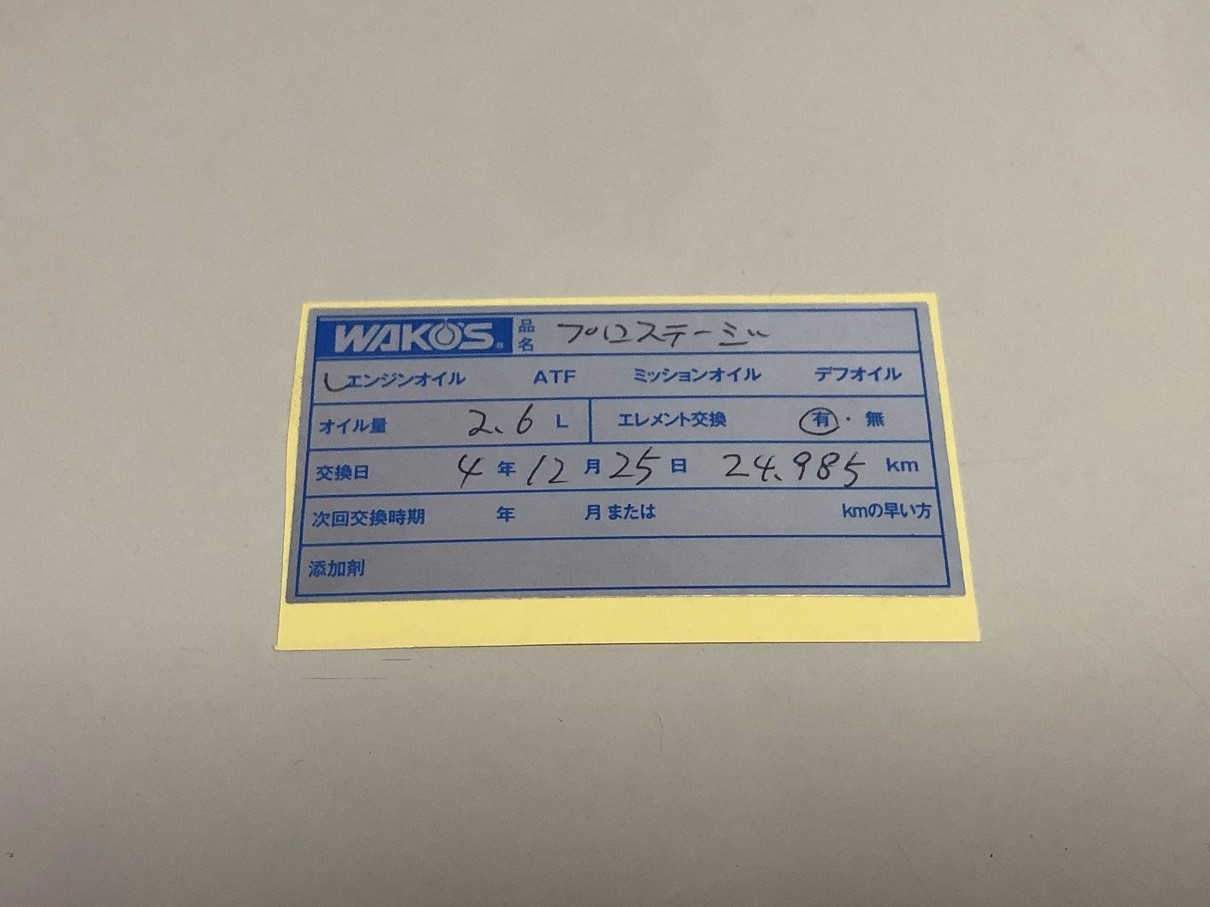 WAKO'S® 品名 プロステージ
レエンジンオイル ATF ミッションオイル デフオイル
オイル量 2.6 L エレメント交換 有・無
交換日 4年12月25日 24.985 km
次回交換時期 年 月または kmの早い方
添加剤